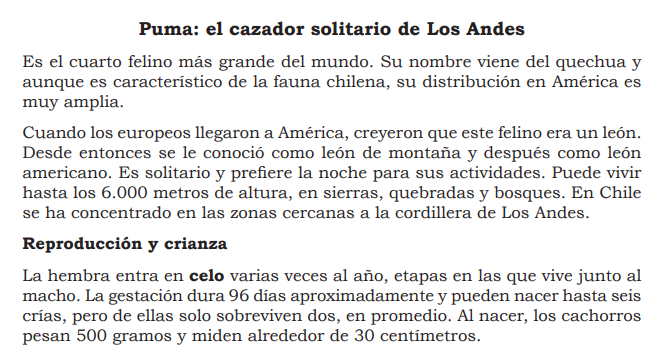 Puma: el cazador solitario de Los Andes
Es el cuarto felino más grande del mundo. Su nombre viene del quechua y
aunque es característico de la fauna chilena, su distribución en América es
muy amplia.
Cuando los europeos llegaron a América, creyeron que este felino era un león.
Desde entonces se le conoció como león de montaña y después como león
americano. Es solitario y prefiere la noche para sus actividades. Puede vivir
hasta los 6.000 metros de altura, en sierras, quebradas y bosques. En Chile
se ha concentrado en las zonas cercanas a la cordillera de Los Andes.
Reproducción y crianza
La hembra entra en celo varias veces al año, etapas en las que vive junto al
macho. La gestación dura 96 días aproximadamente y pueden nacer hasta seis
crías, pero de ellas solo sobreviven dos, en promedio. Al nacer, los cachorros
pesan 500 gramos y miden alrededor de 30 centímetros.